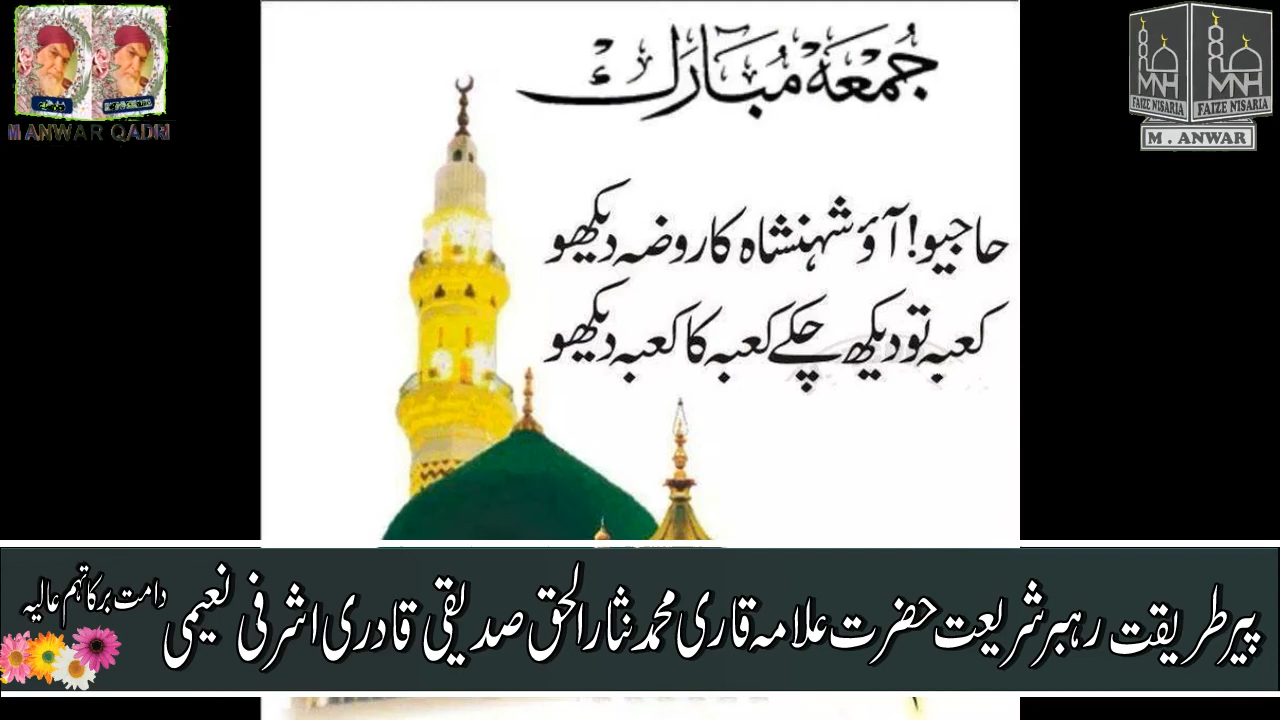 جُمعَہ مُبَارَک
حاجیو! آؤ شہنشاہ کا روضہ دیکھو
کعبہ تو دیکھ چکے کعبہ کا کعبہ دیکھو
پیر طریقت رہبر شریعت حضرت علامہ قاری محمد نثار الحق صدیقی قادری اشرفی نعیمی دامت برکاتہم عالیہ
M ANWAR QADRI
MNH MNH
FAIZE NISARIA FAIZE NISARIA
M . ANWAR